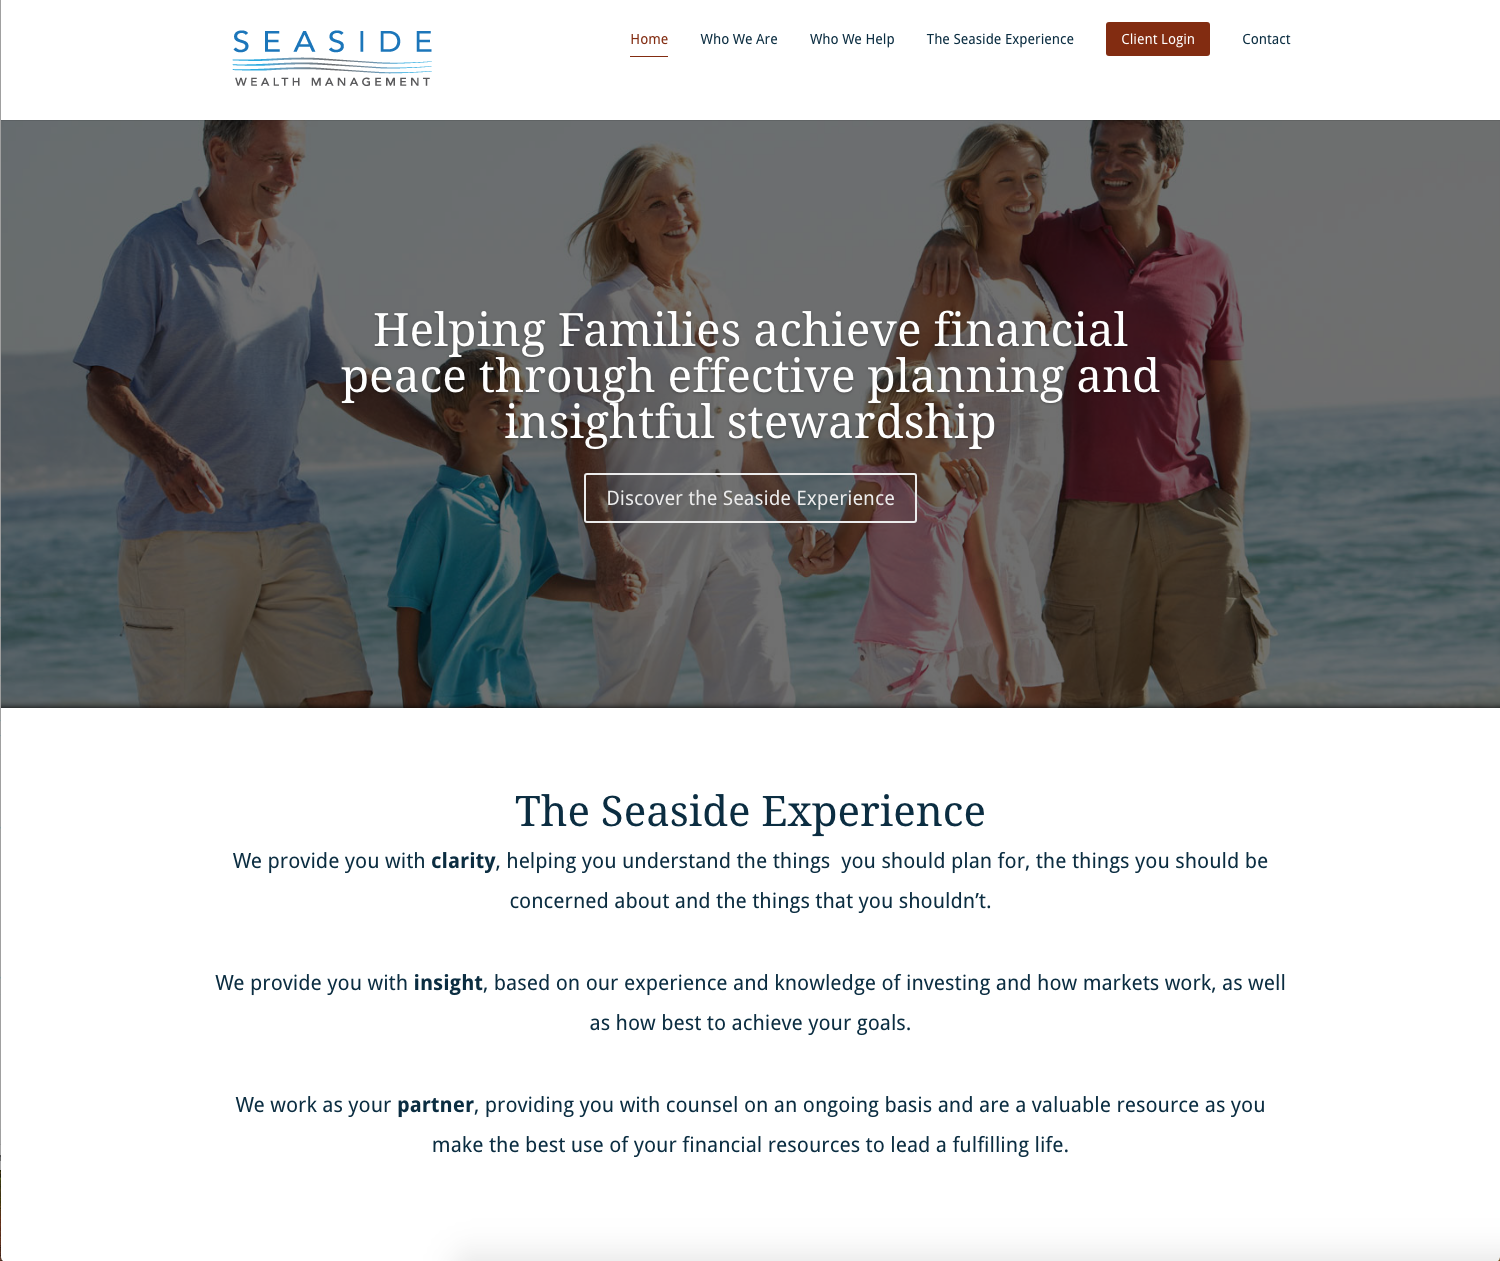 SEASIDE
WEALTH MANAGEMENT
Home Who We Are Who We Help The Seaside Experience Client Login Contact
Helping Families achieve financial
peace through effective planning and
insightful stewardship
Discover the Seaside Experience
The Seaside Experience
We provide you with clarity, helping you understand the things  you should plan for, the things you should be
concerned about and the things that you shouldn’t.
We provide you with insight, based on our experience and knowledge of investing and how markets work, as well
as how best to achieve your goals.
We work as your partner, providing you with counsel on an ongoing basis and are a valuable resource as you
make the best use of your financial resources to lead a fulfilling life.